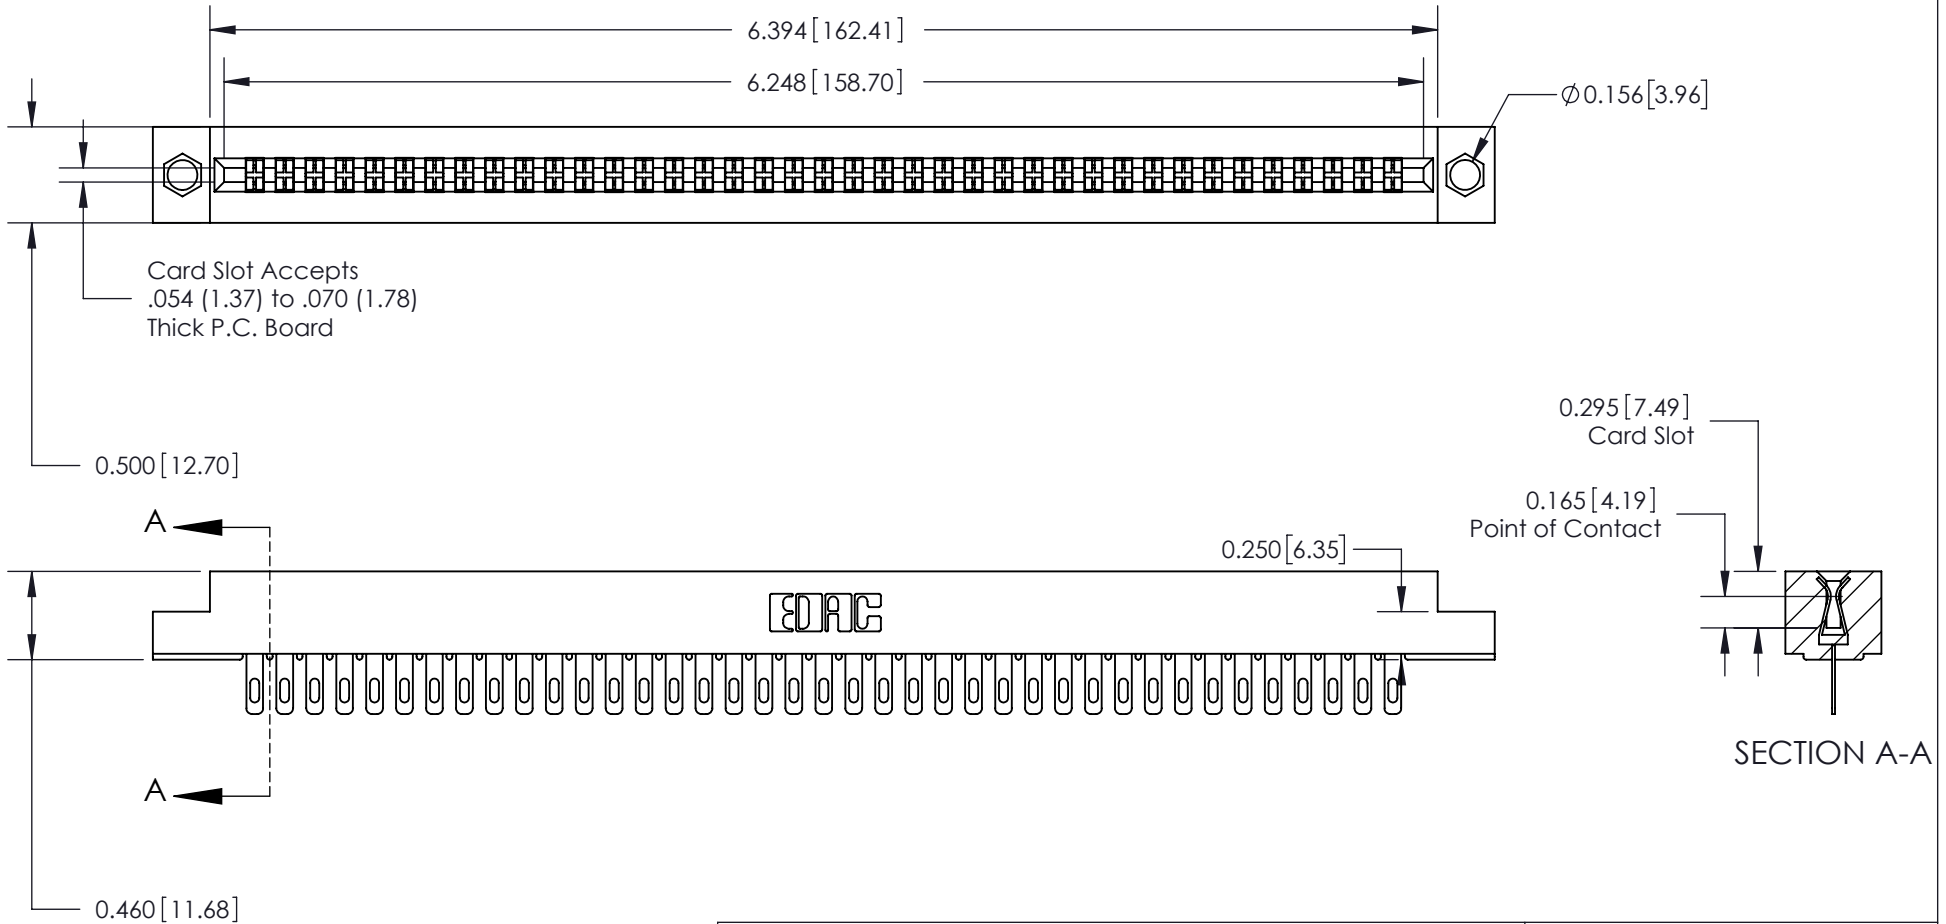 6.394[162.41]
6.248[158.70]
Ø0.156[3.96]
Card Slot Accepts
.054 (1.37) to .070 (1.78)
Thick P.C. Board
0.295[7.49]
Card Slot
0.500[12.70]
0.165[4.19]
Point of Contact
A
0.250[6.35]
EDAC
SECTION A-A
A
0.460[11.68]